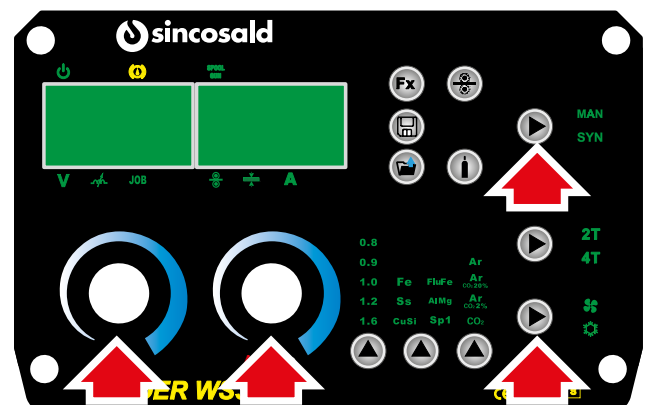 sincosald
SPOOL GUN
Fx
MAN
SYN
V JOB A
2T
4T
0.8
0.9 Ar
1.0 Fe FluFe Ar CO₂ 20%
1.2 Ss AlMg Ar CO₂ 2%
1.6 CuSi Sp1 CO₂